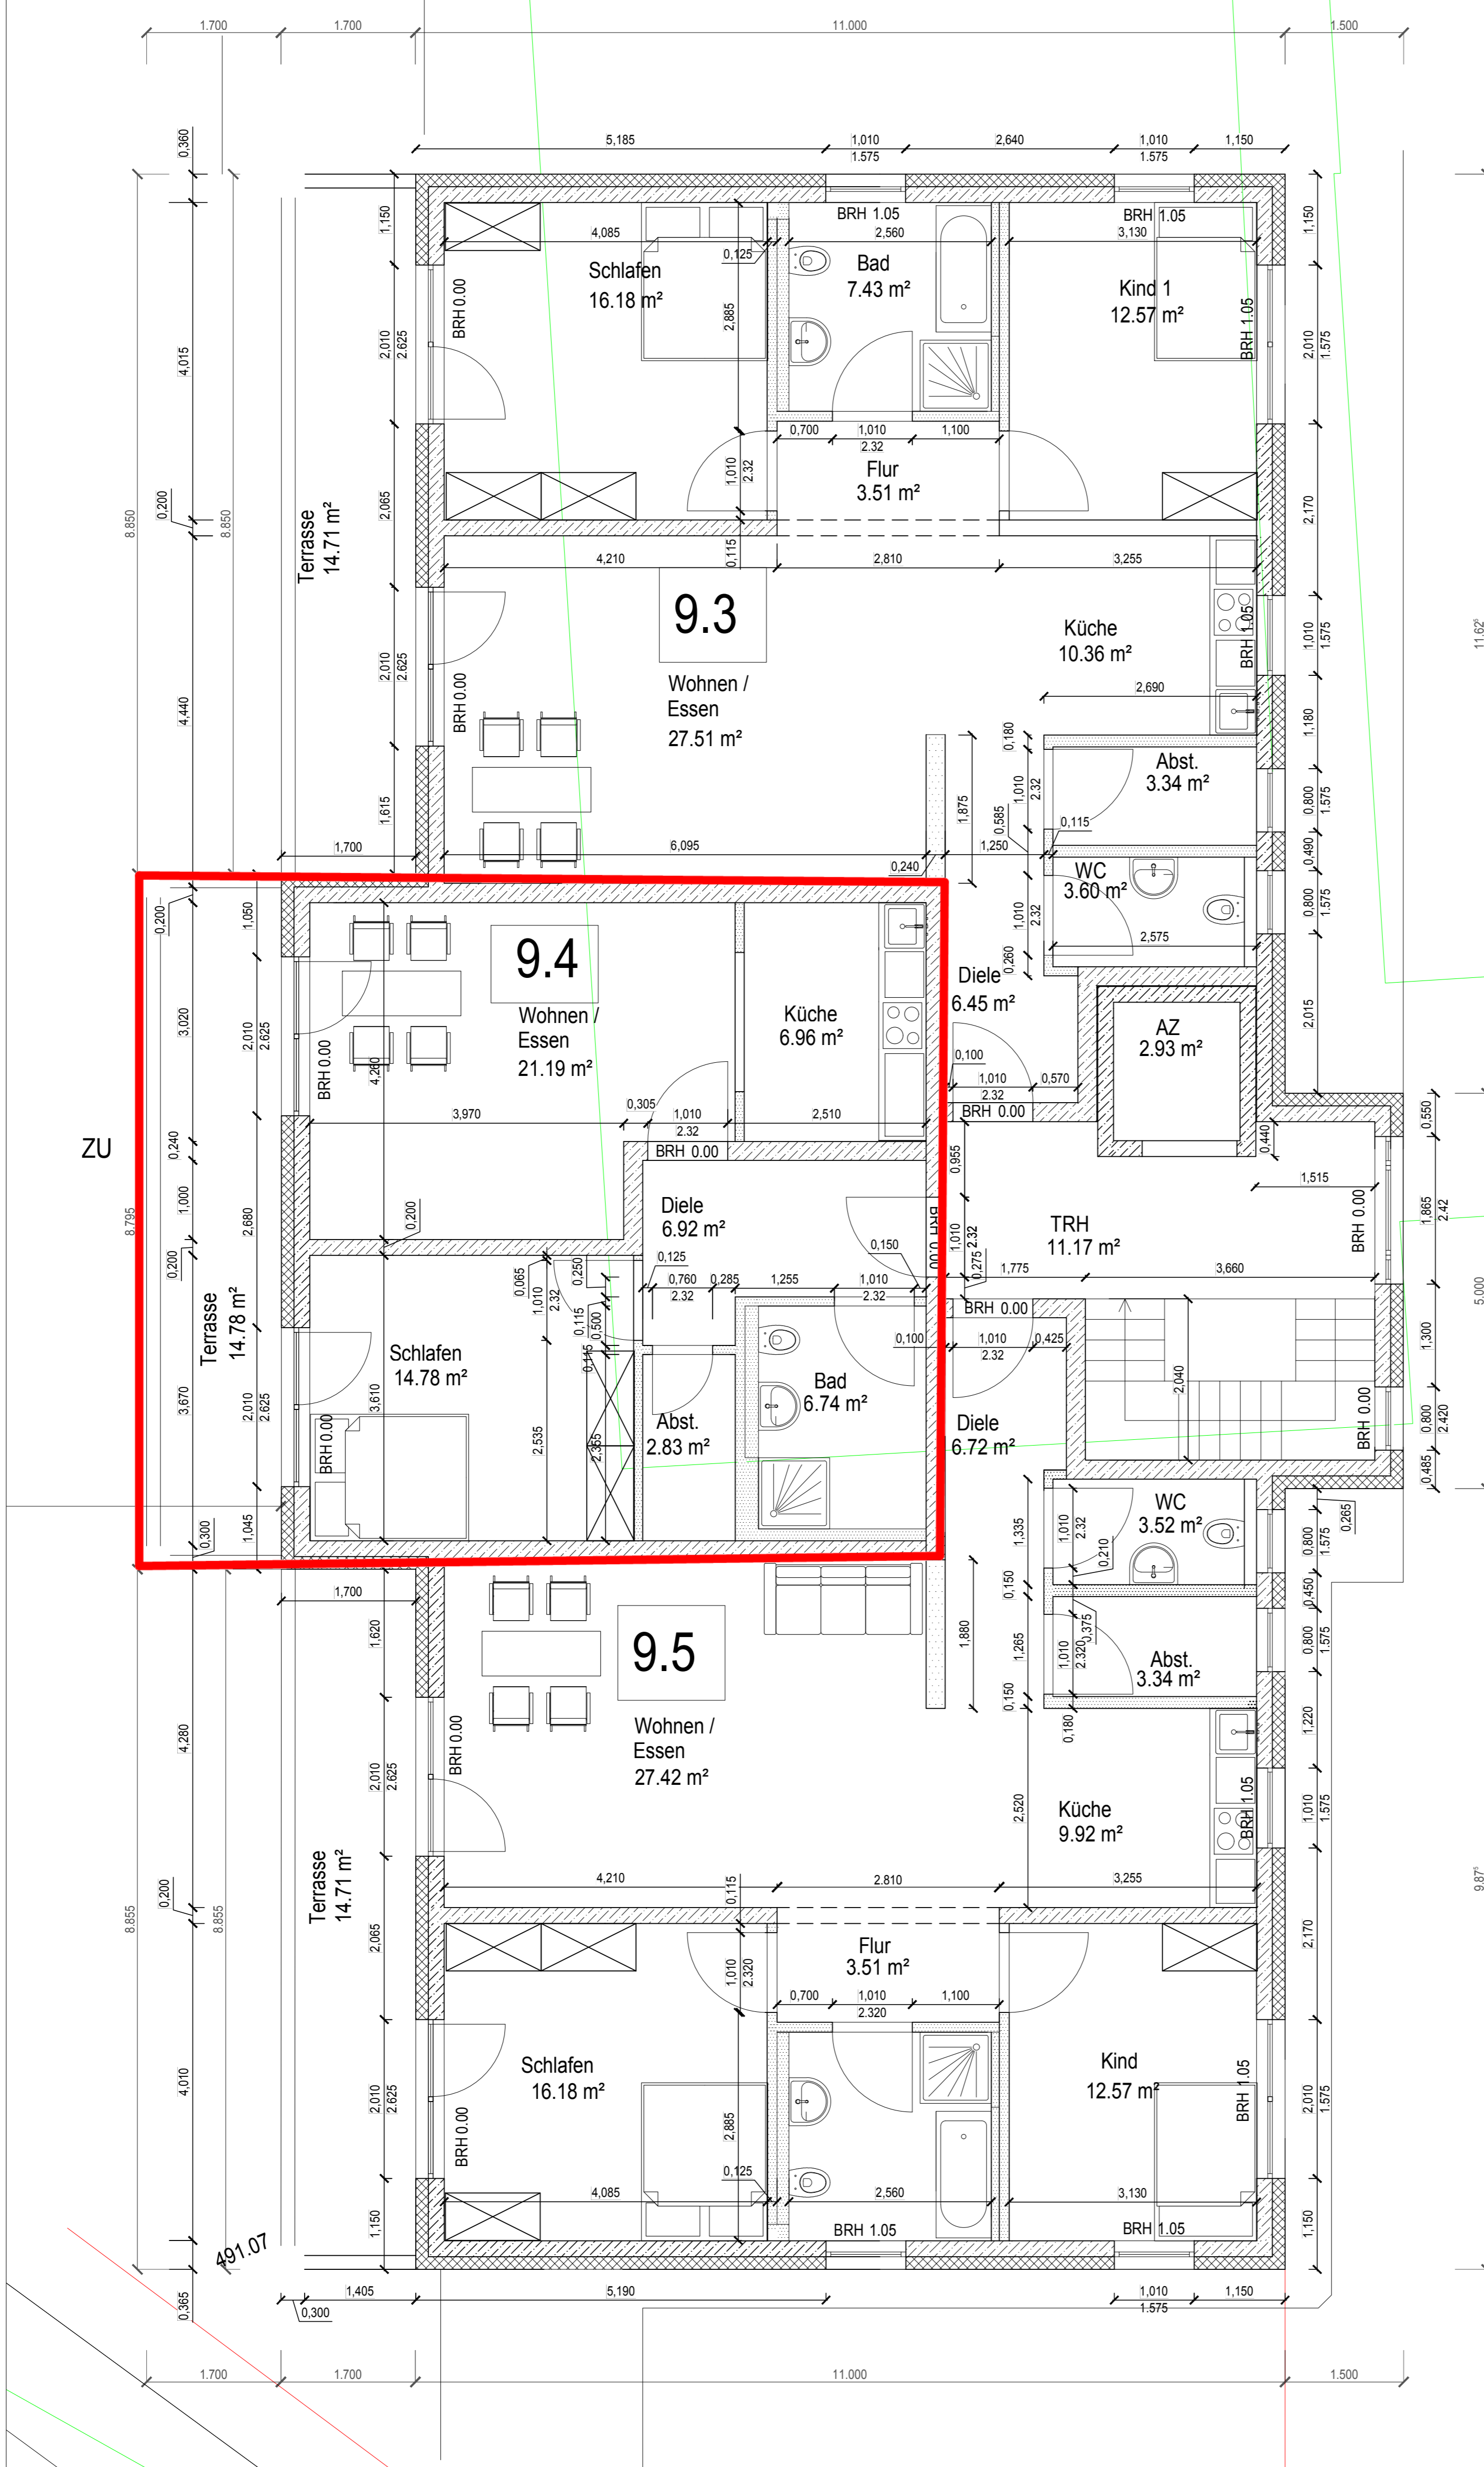 1.700
1.700
11.000
1.500
5,185
1,010
1.575
2,640
1,010
1.575
1,150
0,360
4,015
0,200
4,440
8.850
8.850
Terrasse
14.71 m²
1,150
2,010
2.625
2,065
2,010
2.625
1,615
1,700
BRH 0.00
4,085
0,125
Schlafen
16.18 m²
2,885
BRH 1.05
2,560
Bad
7.43 m²
BRH 1.05
3,130
Kind 1
12.57 m²
BRH 1.05
1,150
2,010
1.575
2,170
1,010
1.575
1,180
0,800
1.575
0,490
0,800
1.575
2,015
11.62⁵
0,700
1,010
2.32
1,100
1,010
2.32
Flur
3.51 m²
0,115
4,210
2,810
3,255
9.3
Wohnen /
Essen
27.51 m²
BRH 0.00
Küche
10.36 m²
BRH 1.05
2,690
0,180
1,010
2.32
Abst.
3.34 m²
1,875
0,585
0,115
6,095
0,240
1,250
WC
3.60 m²
1,010
2.32
0,260
2,575
Diele
6.45 m²
AZ
2.93 m²
0,100
1,010
2.32
0,570
BRH 0.00
0,440
0,550
1,515
0,955
1,010
2.32
0,275
TRH
11.17 m²
BRH 0.00
1,865
2.42
1,775
3,660
5.000
1,300
0,800
2.420
0,485
BRH 0.00
2,040
BRH 0.00
0,100
1,010
2.32
0,425
ZU
8.795
0,200
3,020
0,240
1,000
0,200
3,670
0,300
1,050
2,010
2.625
2,680
2,010
2.625
1,045
Terrasse
14.78 m²
9.4
Wohnen /
Essen
21.19 m²
BRH 0.00
4,260
Küche
6.96 m²
3,970
0,305
1,010
2.32
2,510
BRH 0.00
Diele
6.92 m²
0,200
BRH 0.00
0,150
0,125
0,760
2.32
0,285
1,255
1,010
2.32
0,065
1,010
2.32
0,250
0,115
0,500
0,115
Schlafen
14.78 m²
3,610
BRH 0.00
2,535
2,355
Abst.
2.83 m²
Bad
6.74 m²
Diele
6.72 m²
1,700
WC
3.52 m²
1,335
1,010
2.32
0,210
0,150
0,375
1,265
1,010
2.320
0,150
0,180
Abst.
3.34 m²
0,265
0,800
1.575
0,450
0,800
1.575
1,220
1,010
1.575
2,170
2,010
1.575
1,150
9.87⁵
1,880
9.5
Wohnen /
Essen
27.42 m²
BRH 0.00
2,520
Küche
9.92 m²
BRH 1.05
4,210
0,115
2.810
3,255
8.855
8.855
4,280
0,200
4,010
0,365
Terrasse
14.71 m²
1,620
2,010
2.625
2,065
2,010
2.625
1,150
Flur
3.51 m²
1,010
2.320
0,700
1,010
2.320
1,100
Schlafen
16.18 m²
BRH 0.00
2,885
0,125
4,085
2,560
BRH 1.05
Kind
12.57 m²
BRH 1.05
3,130
BRH 1.05
491.07
0,300
1,405
5,190
1,010
1.575
1,150
1.700
1.700
11.000
1.500